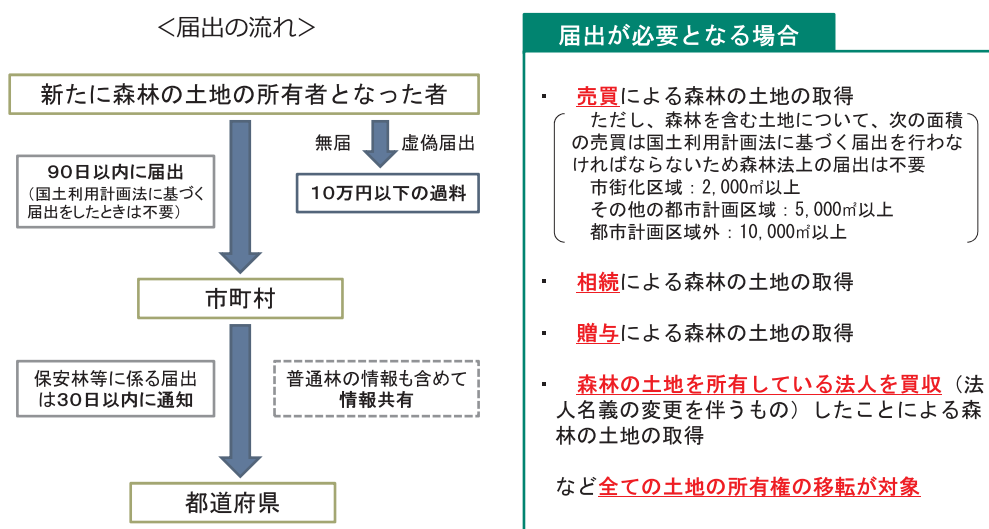 ＜届出の流れ＞
新たに森林の土地の所有者となった者
無届
虚偽届出
90日以内に届出
（国土利用計画法に基づく
届出をしたときは不要）
10万円以下の過料
市町村
保安林等に係る届出
は30日以内に通知
普通林の情報も含めて
情報共有
都道府県
届出が必要となる場合
・ 売買による森林の土地の取得
ただし、森林を含む土地について、次の面積
の売買は国土利用計画法に基づく届出を行わな
ければならないため森林法上の届出は不要
市街化区域：2,000㎡以上
その他の都市計画区域：5,000㎡以上
都市計画区域外：10,000㎡以上
・ 相続による森林の土地の取得
・ 贈与による森林の土地の取得
・ 森林の土地を所有している法人を買収（法
人名義の変更を伴うもの）したことによる森
林の土地の取得
など全ての土地の所有権の移転が対象